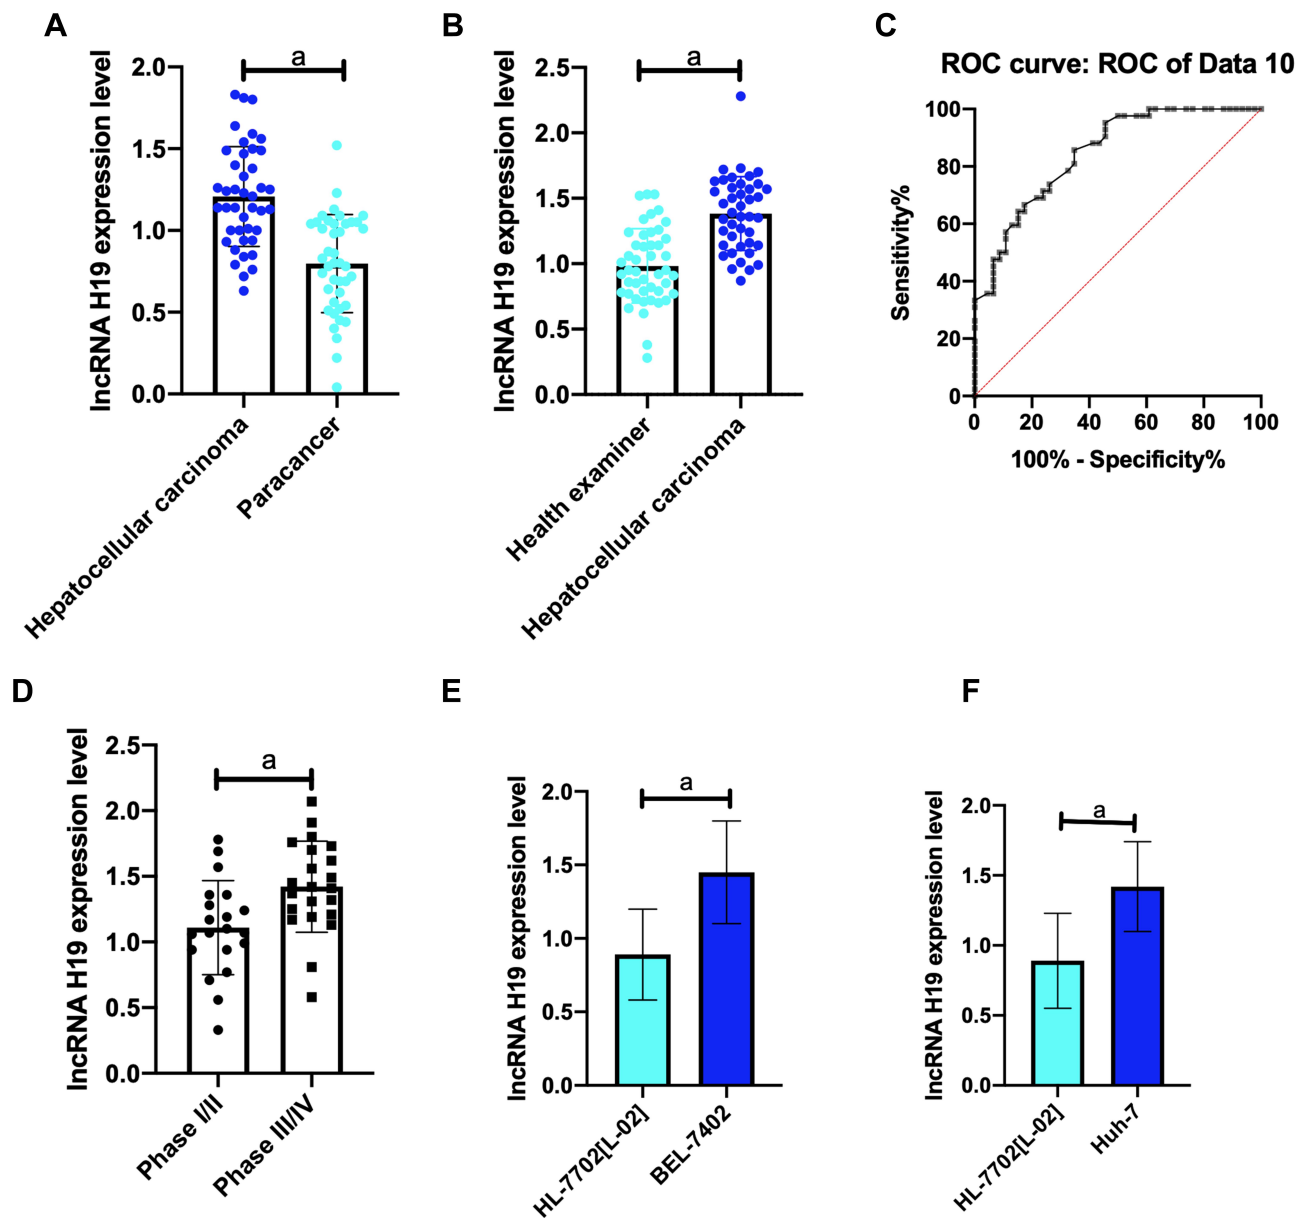 A
lncRNA H19 expression level
2.0
1.5
1.0
0.5
0.0
a
Hepatocellular carcinoma
Paracancer
B
lncRNA H19 expression level
2.5
2.0
1.5
1.0
0.5
0.0
a
Health examiner
Hepatocellular carcinoma
C
ROC curve: ROC of Data 10
Sensitivity%
100
80
60
40
20
0
0 20 40 60 80 100
100% - Specificity%
D
lncRNA H19 expression level
2.5
2.0
1.5
1.0
0.5
0.0
a
Phase I/II
Phase III/IV
E
lncRNA H19 expression level
2.0
1.5
1.0
0.5
0.0
a
HL-7702[L-02]
BEL-7402
F
lncRNA H19 expression level
2.0
1.5
1.0
0.5
0.0
a
HL-7702[L-02]
Huh-7